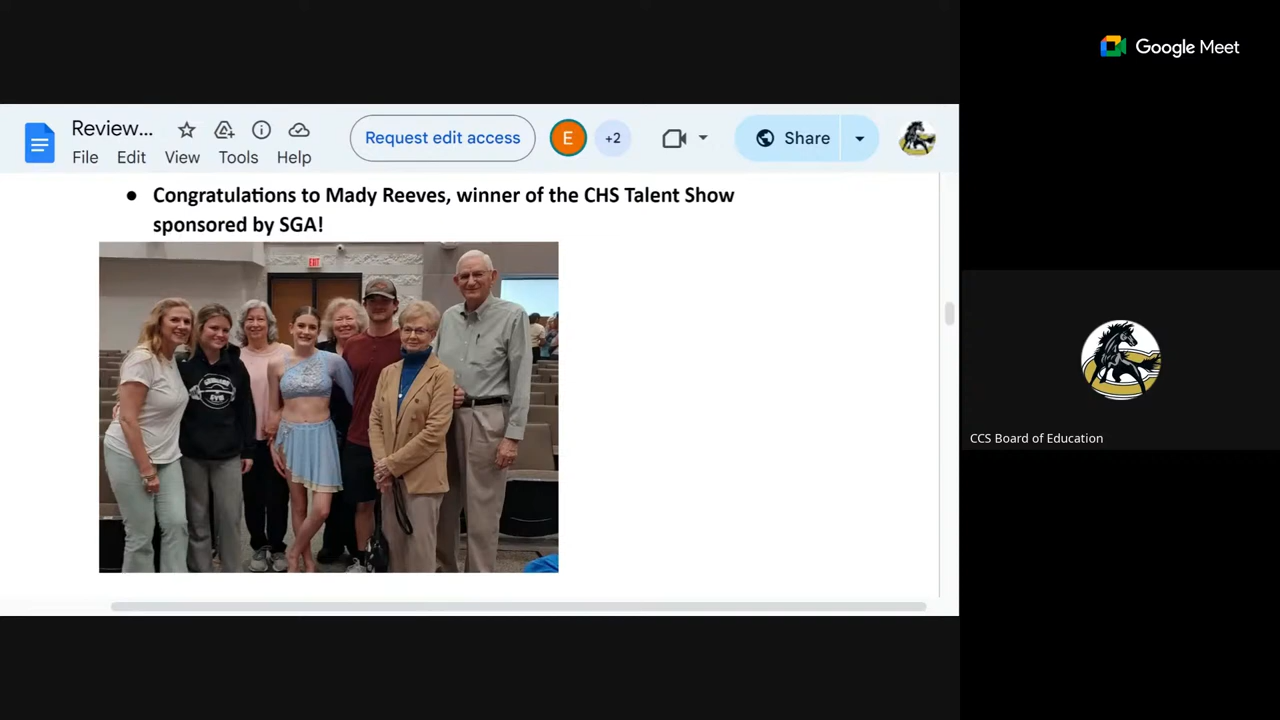 Google Meet
Review...
Request edit access
E
+2
Share
File Edit View Tools Help
● Congratulations to Mady Reeves, winner of the CHS Talent Show
sponsored by SGA!
EXIT
CCS Board of Education